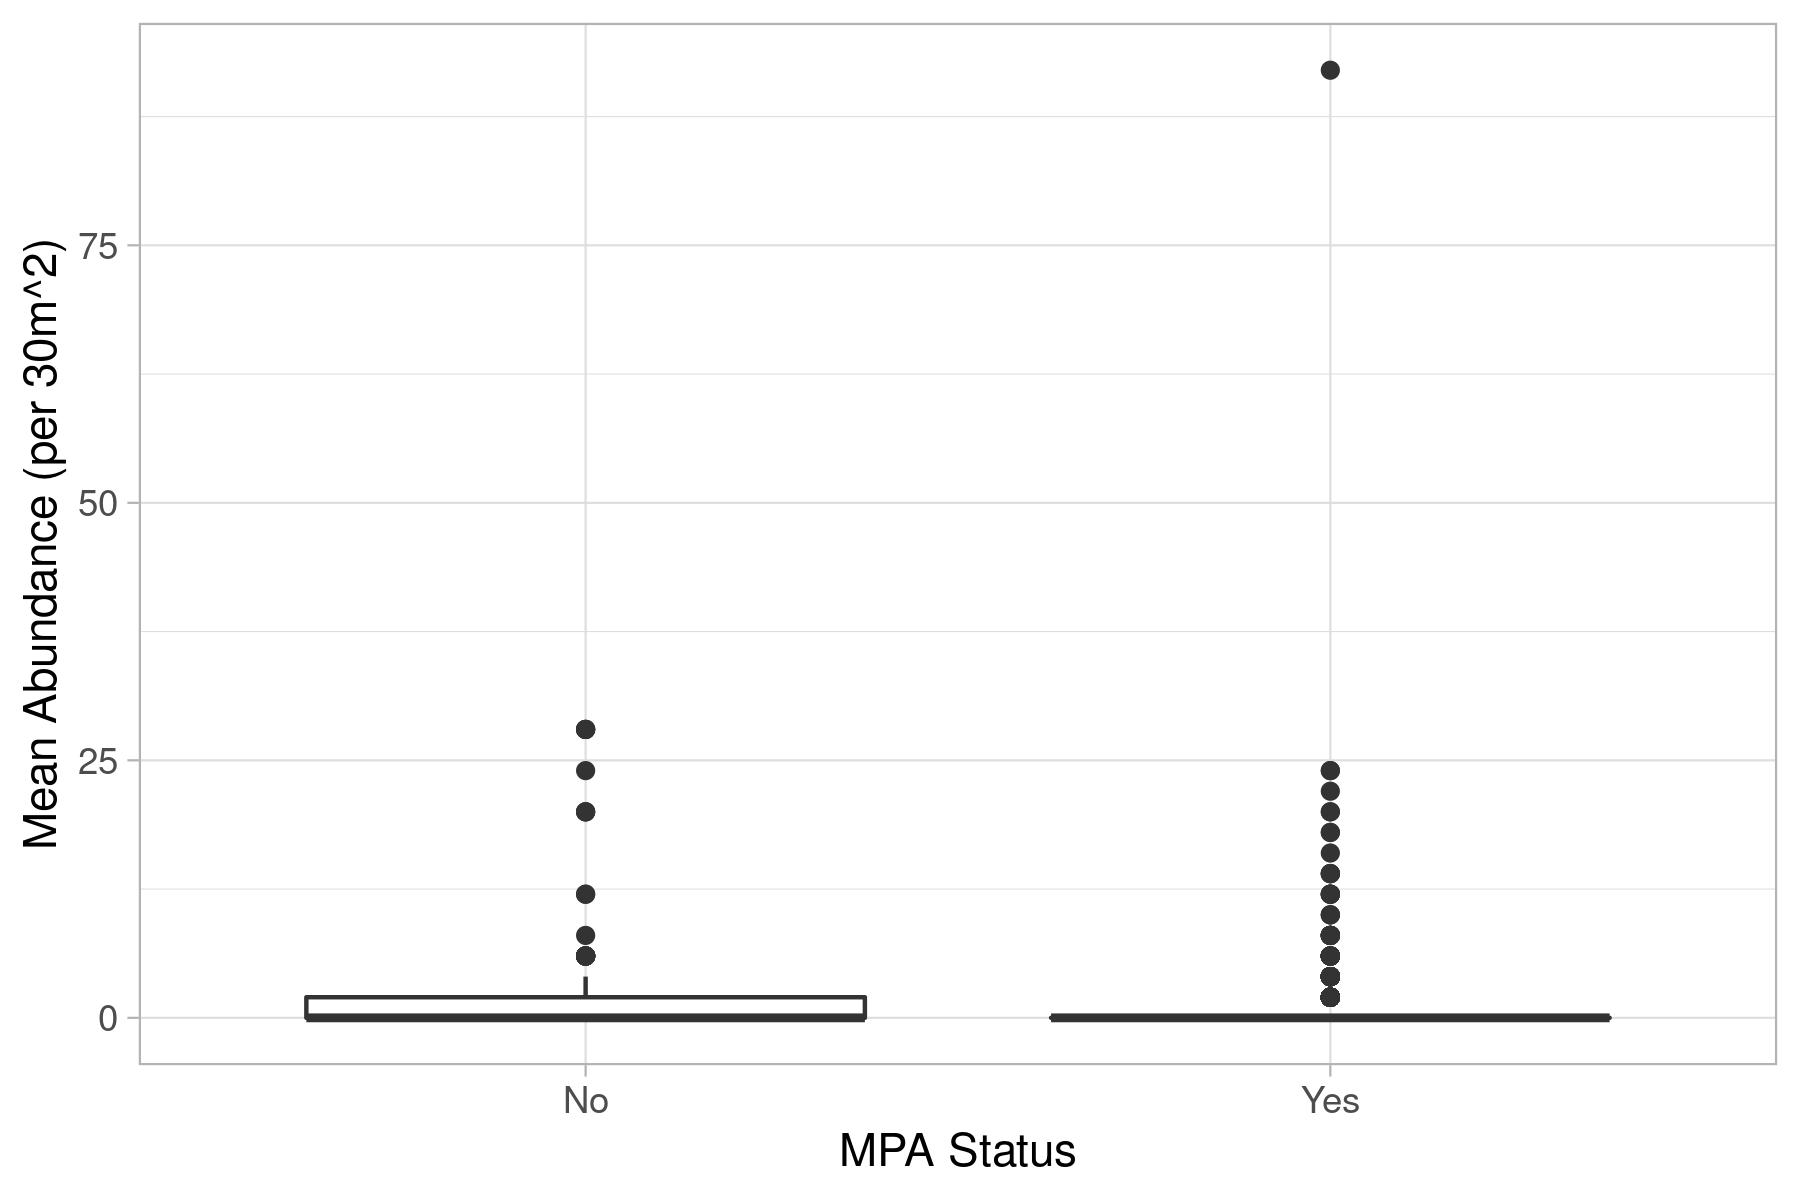 Mean Abundance (per 30m^2)
75
50
25
0
No
Yes
MPA Status